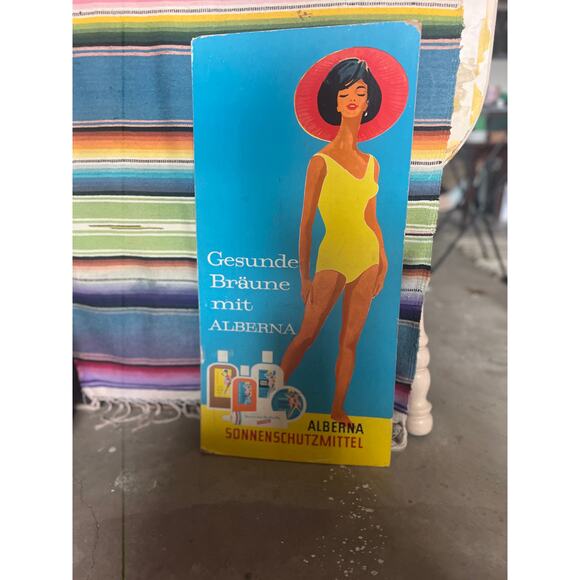 Gesunde
Bräune
mit
ALBERNA
ALBERNA
SONNENSCHUTZMITTEL